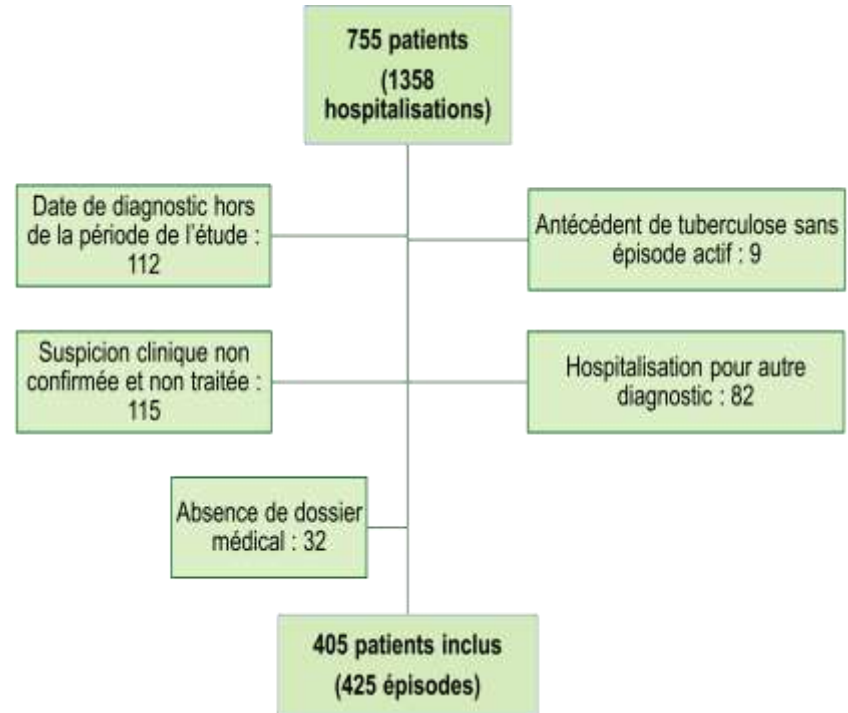 755 patients
(1358
hospitalisations)
Date de diagnostic hors
de la période de l'étude :
112
Antécédent de tuberculose sans
épisode actif : 9
Suspicion clinique non
confirmée et non traitée :
115
Hospitalisation pour autre
diagnostic : 82
Absence de dossier
médical : 32
405 patients inclus
(425 épisodes)